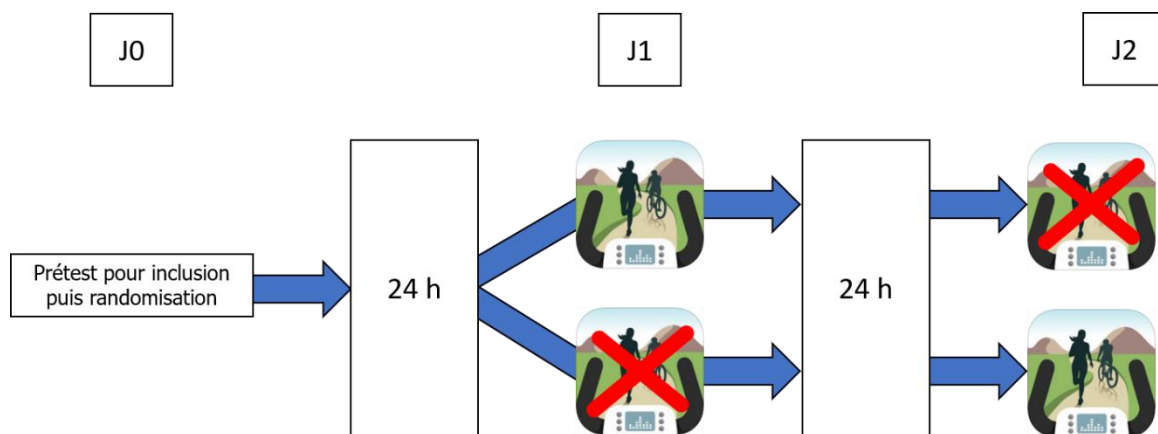 J0
J1
J2
Prétest pour inclusion
puis randomisation
24 h
24 h